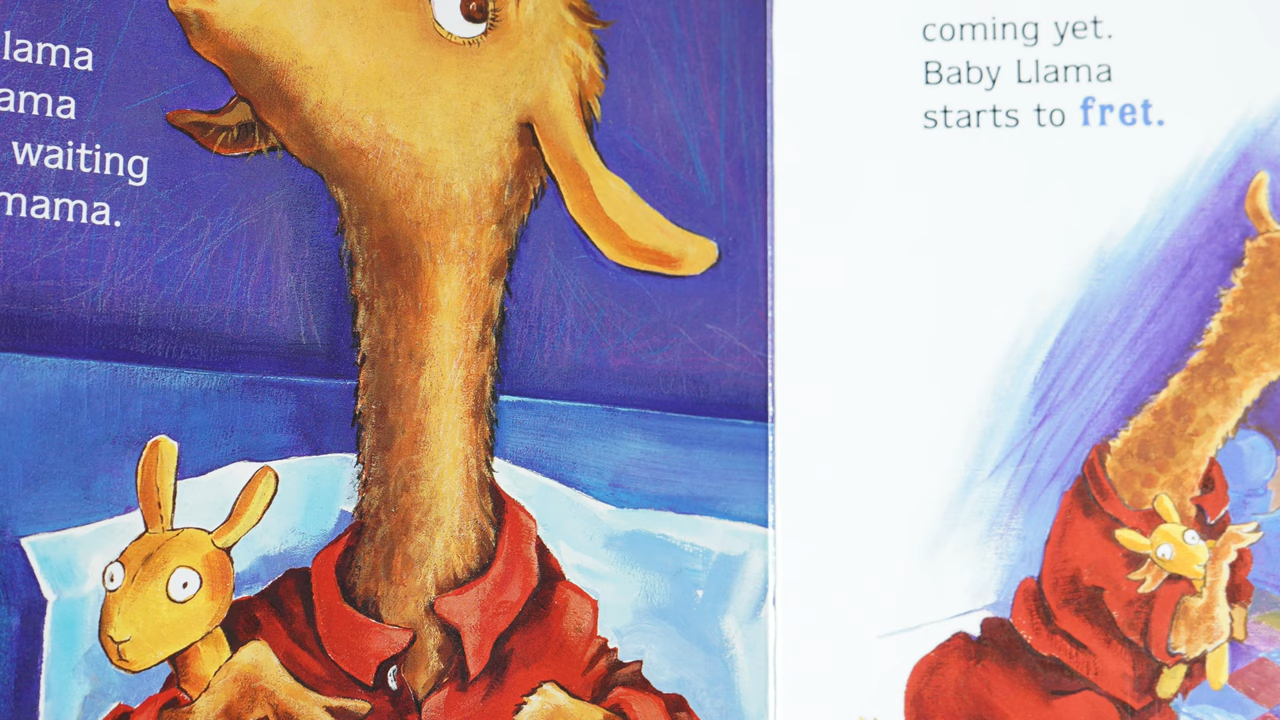 llama
ama
waiting
mama.
coming yet.
Baby Llama
starts to fret.